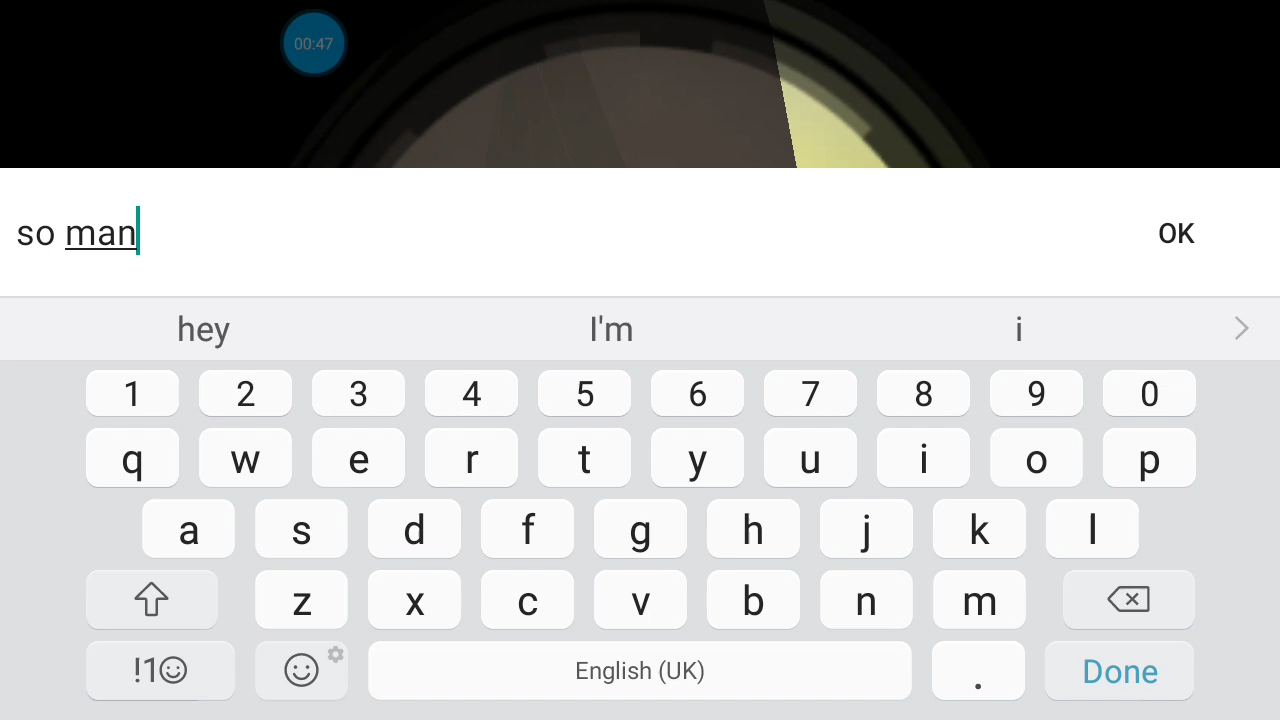 00:47
so man
OK
hey I'm i
1 2 3 4 5 6 7 8 9 0
q w e r t y u i o p
a s d f g h j k l
z x c v b n m
!1☺ English (UK) . Done